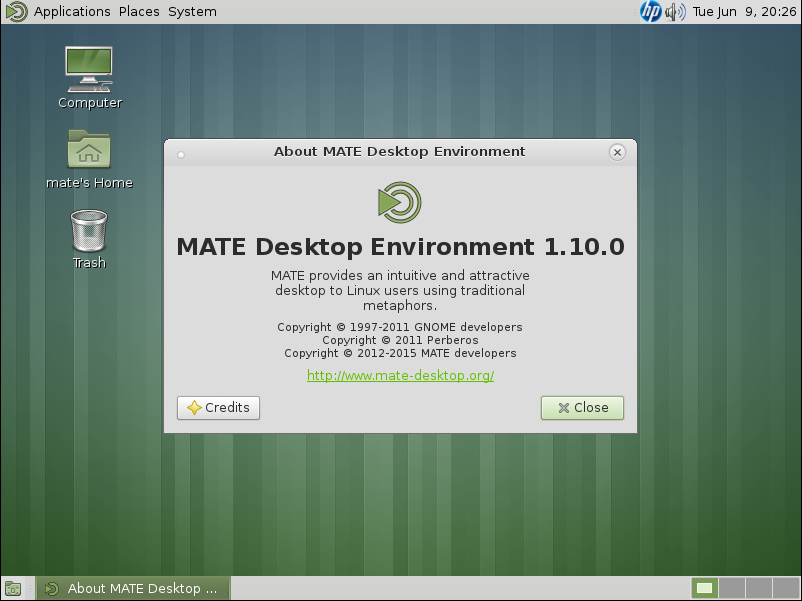 Applications Places System
hp
Tue Jun 9, 20:26
Computer
mate's Home
Trash
About MATE Desktop Environment
MATE Desktop Environment 1.10.0
MATE provides an intuitive and attractive
desktop to Linux users using traditional
metaphors.
Copyright © 1997-2011 GNOME developers
Copyright © 2011 Perberos
Copyright © 2012-2015 MATE developers
http://www.mate-desktop.org/
Credits
Close
About MATE Desktop ...